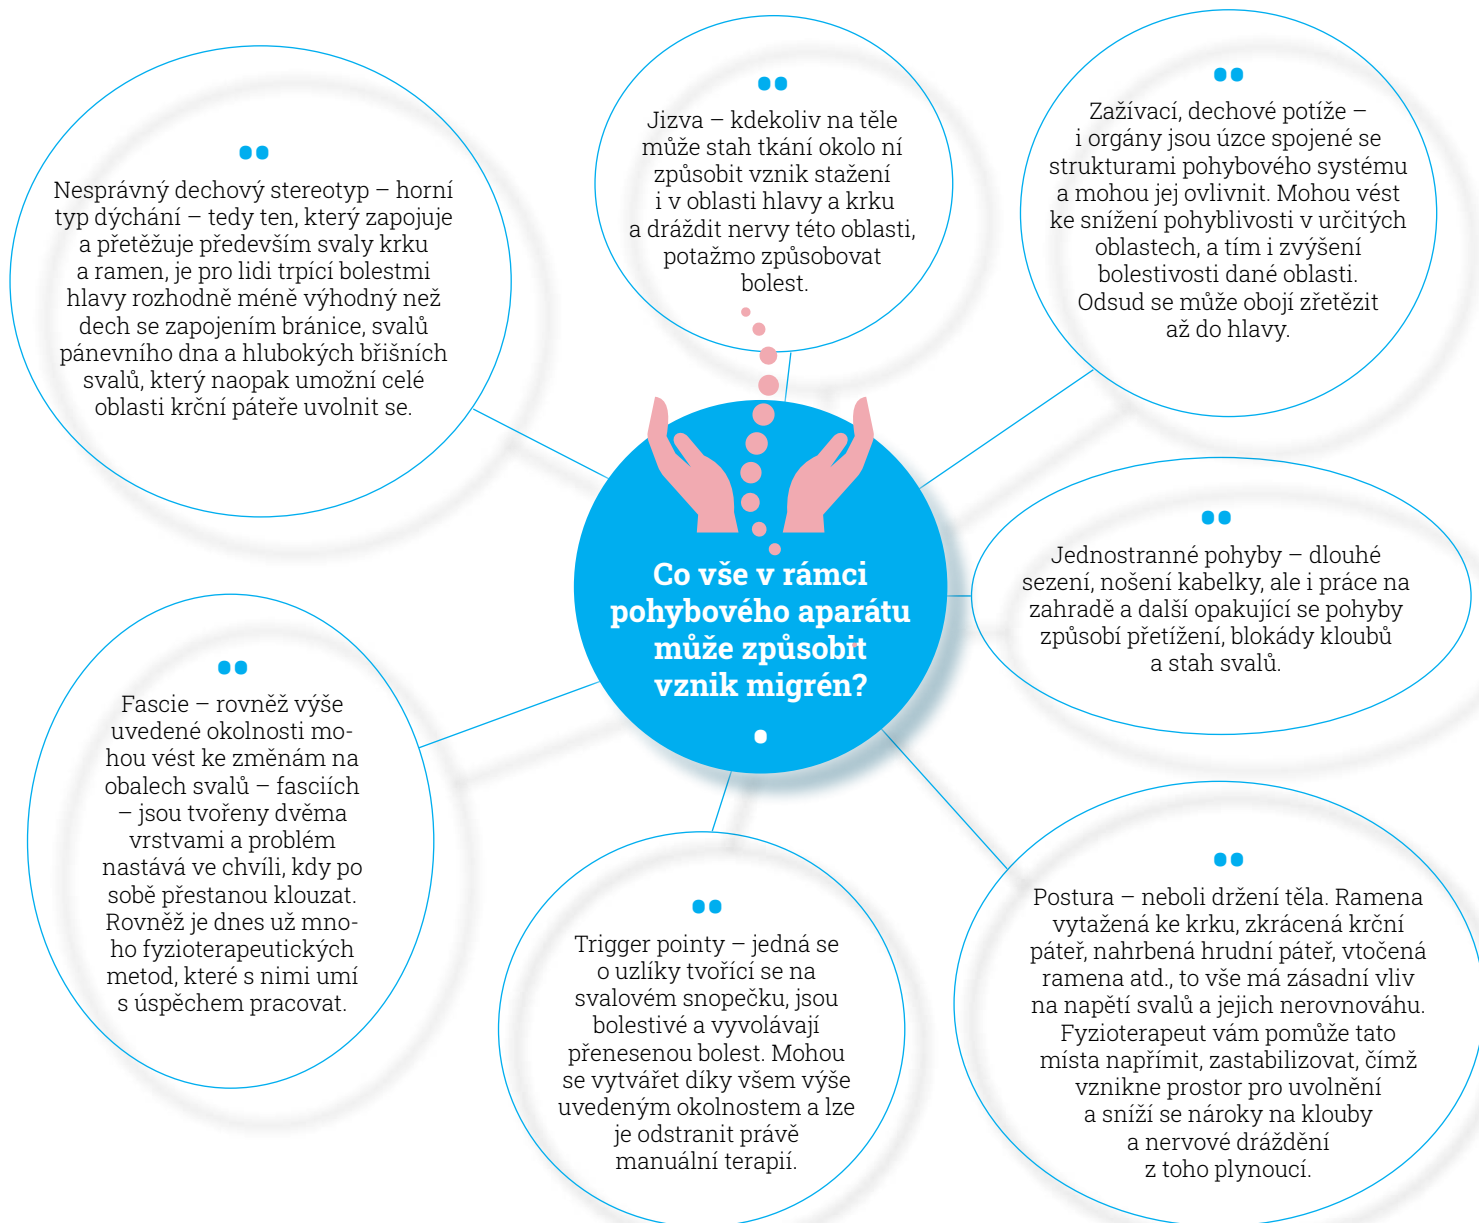 Nesprávný dechový stereotyp – horní
typ dýchání – tedy ten, který zapojuje
a přetěžuje především svaly krku
a ramen, je pro lidi trpící bolestmi
hlavy rozhodně méně výhodný než
dech se zapojením bránice, svalů
pánevního dna a hlubokých břišních
svalů, který naopak umožní celé
oblasti krční páteře uvolnit se.
Jizva – kdekoliv na těle
může stah tkání okolo ní
způsobit vznik stažení
i v oblasti hlavy a krku
a dráždit nervy této oblasti,
potažmo způsobovat
bolest.
Zažívací, dechové potíže –
i orgány jsou úzce spojené se
strukturami pohybového systému
a mohou jej ovlivnit. Mohou vést
ke snížení pohyblivosti v určitých
oblastech, a tím i zvýšení
bolestivosti dané oblasti.
Odsud se může obojí zřetězit
až do hlavy.
Co vše v rámci
pohybového aparátu
může způsobit
vznik migrén?
Jednostranné pohyby – dlouhé
sezení, nošení kabelky, ale i práce na
zahradě a další opakující se pohyby
způsobí přetížení, blokády kloubů
a stah svalů.
Fascie – rovněž výše
uvedené okolnosti mo-
hou vést ke změnám na
obalech svalů – fasciích
– jsou tvořeny dvěma
vrstvami a problém
nastává ve chvíli, kdy po
sobě přestanou klouzat.
Rovněž je dnes už mno-
ho fyzioterapeutických
metod, které s nimi umí
s úspěchem pracovat.
Trigger pointy – jedná se
o uzlíky tvořící se na
svalovém snopečku, jsou
bolestivé a vyvolávají
přenesenou bolest. Mohou
se vytvářet díky všem výše
uvedeným okolnostem a lze
je odstranit právě
manuální terapií.
Postura – neboli držení těla. Ramena
vytažená ke krku, zkrácená krční
páteř, nahrbená hrudní páteř, vtočená
ramena atd., to vše má zásadní vliv
na napětí svalů a jejich nerovnováhu.
Fyzioterapeut vám pomůže tato
místa napřímit, zastabilizovat, čímž
vznikne prostor pro uvolnění
a sníží se nároky na klouby
a nervové dráždění
z toho plynoucí.